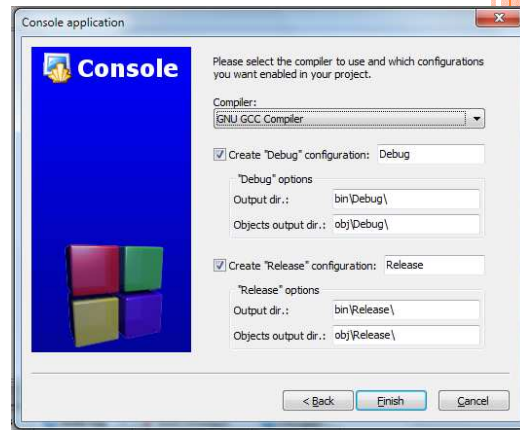 Console application
Console
Please select the compiler to use and which configurations
you want enabled in your project.
Compiler:
GNU GCC Compiler
Create "Debug" configuration: Debug
"Debug" options
Output dir.: bin\Debug\
Objects output dir.: obj\Debug\
Create "Release" configuration: Release
"Release" options
Output dir.: bin\Release\
Objects output dir.: obj\Release\
< Back Finish Cancel